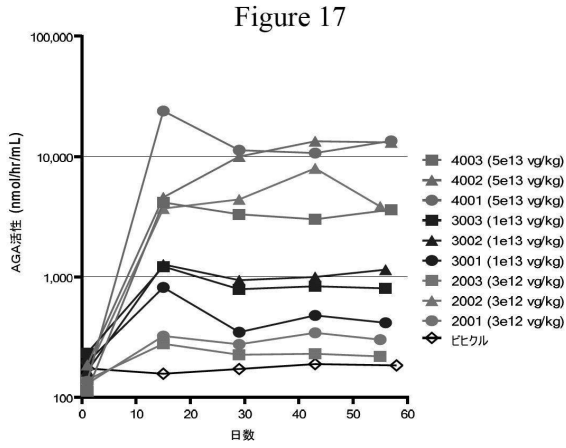 Figure 17
100,000
10,000
1,000
100
AGA活性 (nmol/hr/mL)
0
10
20
30
40
50
60
日数
4003 (5e13 vg/kg)
4002 (5e13 vg/kg)
4001 (5e13 vg/kg)
3003 (1e13 vg/kg)
3002 (1e13 vg/kg)
3001 (1e13 vg/kg)
2003 (3e12 vg/kg)
2002 (3e12 vg/kg)
2001 (3e12 vg/kg)
ビヒクル